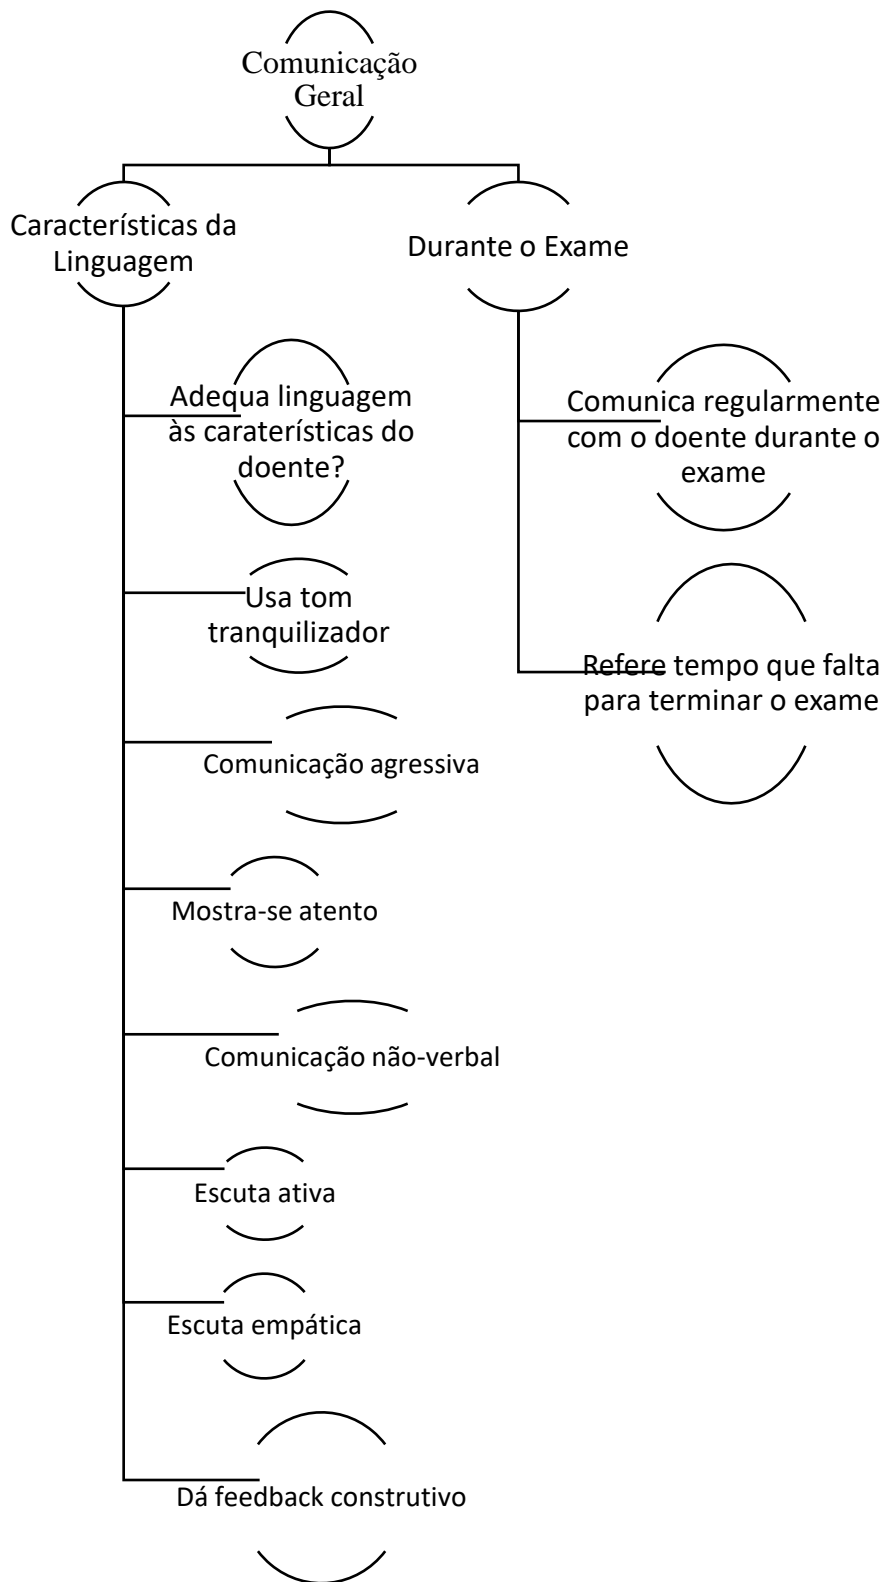 Comunicação
Geral
Característícas da
Linguagem
Adequa linguagem
às caraterísticas do
doente?
Usa tom
tranquilizador
Comunicação agressiva
Mostra-se atento
Comunicação não-verbal
Escuta ativa
Escuta empática
Dá feedback construtivo
Durante o Exame
Comunica regularmente
com o doente durante o
exame
Refere tempo que falta
para terminar o exame